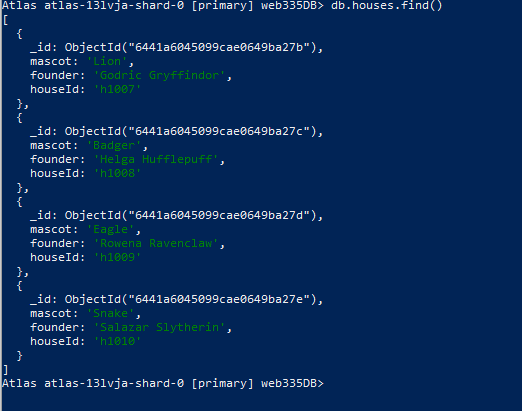 Atlas atlas-13lvja-shard-0 [primary] web335DB> db.houses.find()
[
  {
    _id: ObjectId("6441a6045099cae0649ba27b"),
    mascot: 'Lion',
    founder: 'Godric Gryffindor',
    houseId: 'h1007'
  },
  {
    _id: ObjectId("6441a6045099cae0649ba27c"),
    mascot: 'Badger',
    founder: 'Helga Hufflepuff',
    houseId: 'h1008'
  },
  {
    _id: ObjectId("6441a6045099cae0649ba27d"),
    mascot: 'Eagle',
    founder: 'Rowena Ravenclaw',
    houseId: 'h1009'
  },
  {
    _id: ObjectId("6441a6045099cae0649ba27e"),
    mascot: 'Snake',
    founder: 'Salazar Slytherin',
    houseId: 'h1010'
  }
]
Atlas atlas-13lvja-shard-0 [primary] web335DB>